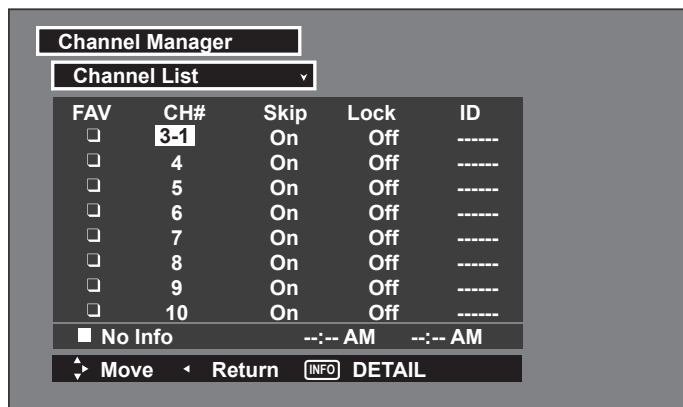 Channel Manager
Channel List
FAV CH# Skip Lock ID
3-1 On Off ------
4 On Off ------
5 On Off ------
6 On Off ------
7 On Off ------
8 On Off ------
9 On Off ------
10 On Off ------
No Info --:-- AM --:-- AM
Move Return INFO DETAIL